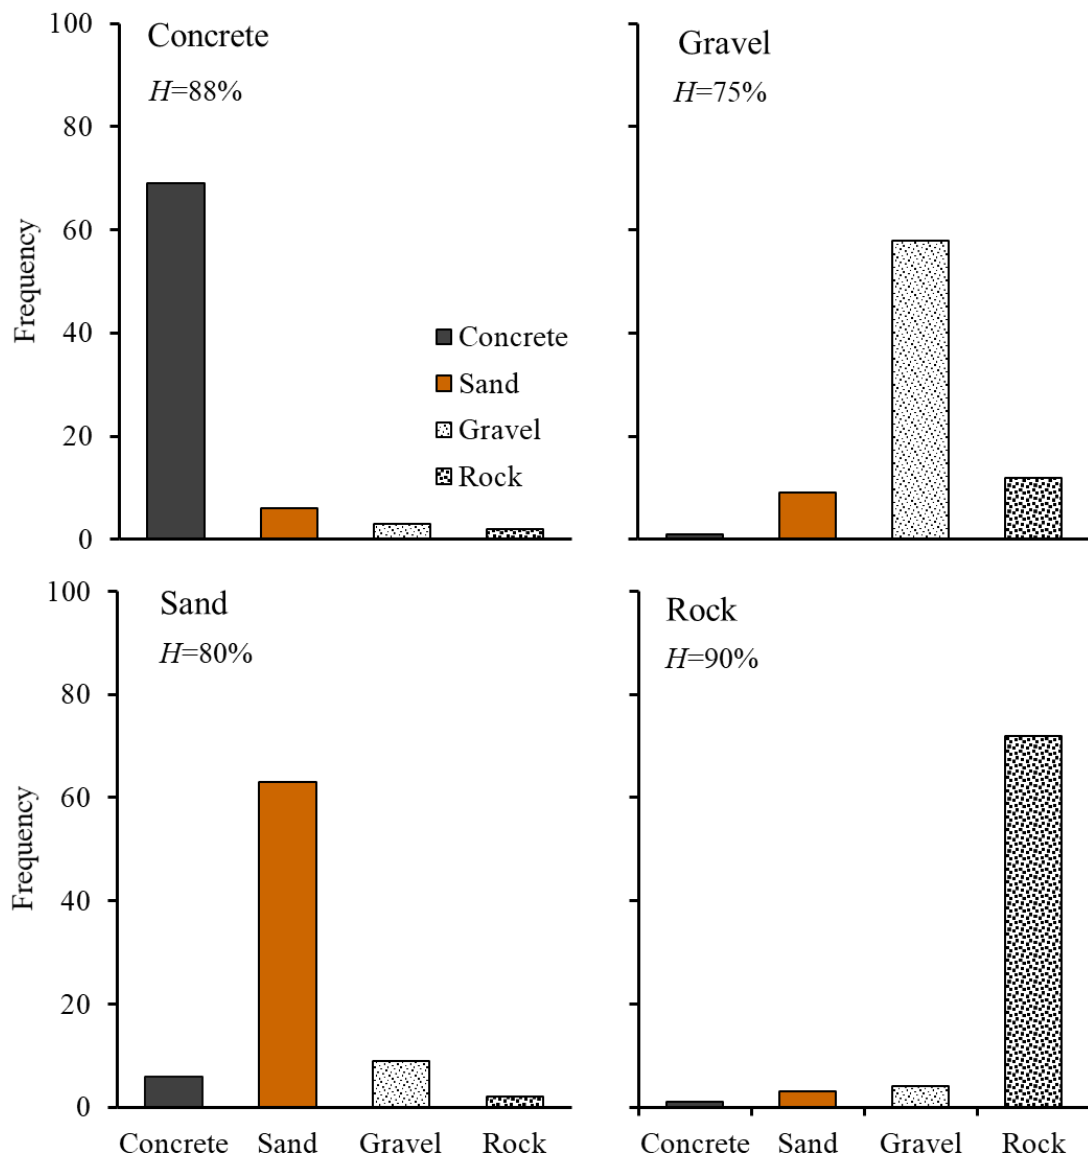 100
80
60
40
20
0
Frequency
Concrete
H=88%
Concrete
Sand
Gravel
Rock
Gravel
H=75%
100
80
60
40
20
0
Frequency
Sand
H=80%
Concrete Sand Gravel Rock
Rock
H=90%
Concrete Sand Gravel Rock